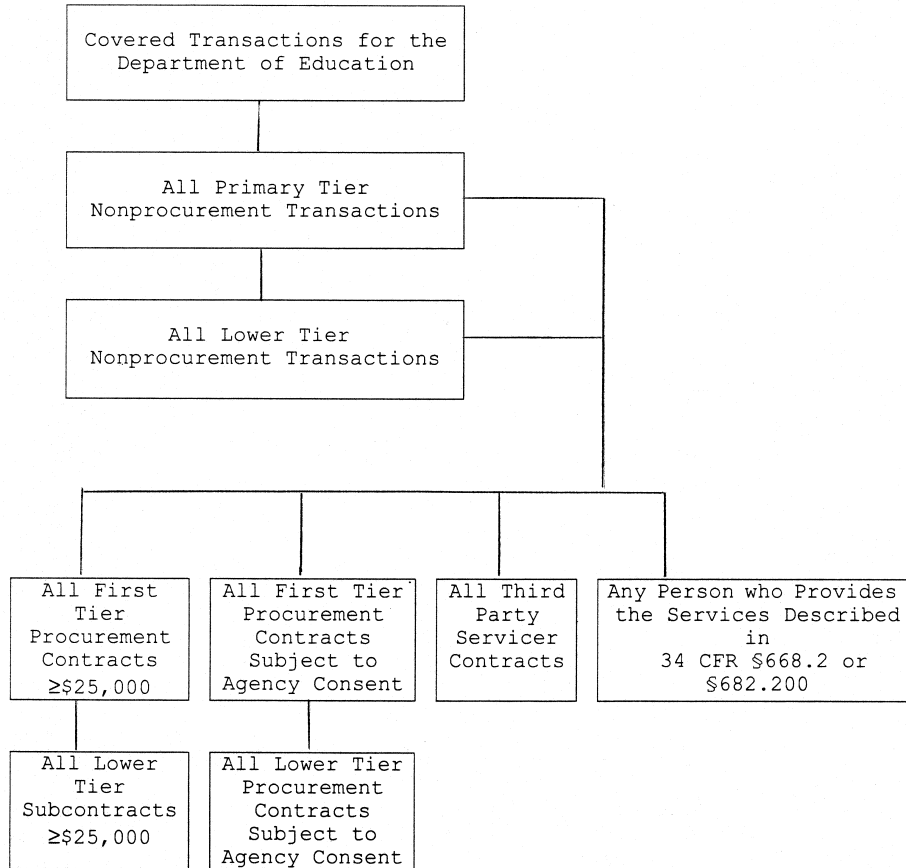 Covered Transactions for the
Department of Education
All Primary Tier
Nonprocurement Transactions
All Lower Tier
Nonprocurement Transactions
All First
Tier
Procurement
Contracts
≥$25,000
All First Tier
Procurement
Contracts
Subject to
Agency Consent
All Third
Party
Servicer
Contracts
Any Person who Provides
the Services Described
in
34 CFR §668.2 or
§682.200
All Lower
Tier
Subcontracts
≥$25,000
All Lower Tier
Procurement
Contracts
Subject to
Agency Consent